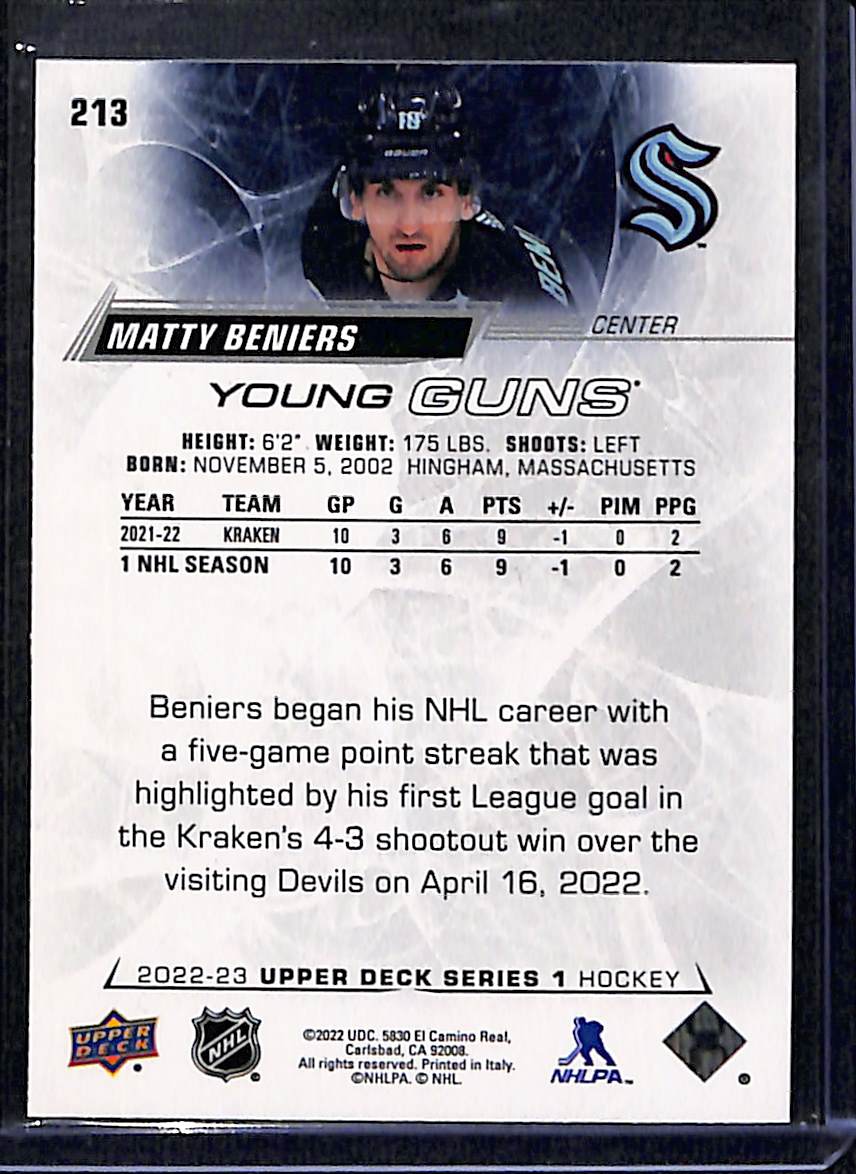 213
10
BAUER
BEN
S
MATTY BENIERS
CENTER
YOUNG GUNS
HEIGHT: 6'2" WEIGHT: 175 LBS. SHOOTS: LEFT
BORN: NOVEMBER 5, 2002 HINGHAM, MASSACHUSETTS
YEAR TEAM GP G A PTS +/- PIM PPG
2021-22 KRAKEN 10 3 6 9 -1 0 2
1 NHL SEASON 10 3 6 9 -1 0 2
Beniers began his NHL career with
a five-game point streak that was
highlighted by his first League goal in
the Kraken's 4-3 shootout win over the
visiting Devils on April 16, 2022.
2022-23 UPPER DECK SERIES 1 HOCKEY
UPPER
DECK
NHL
©2022 UDC. 5830 El Camino Real,
Carlsbad, CA 92008.
All rights reserved. Printed in Italy.
©NHLPA. © NHL.
NHLPA™